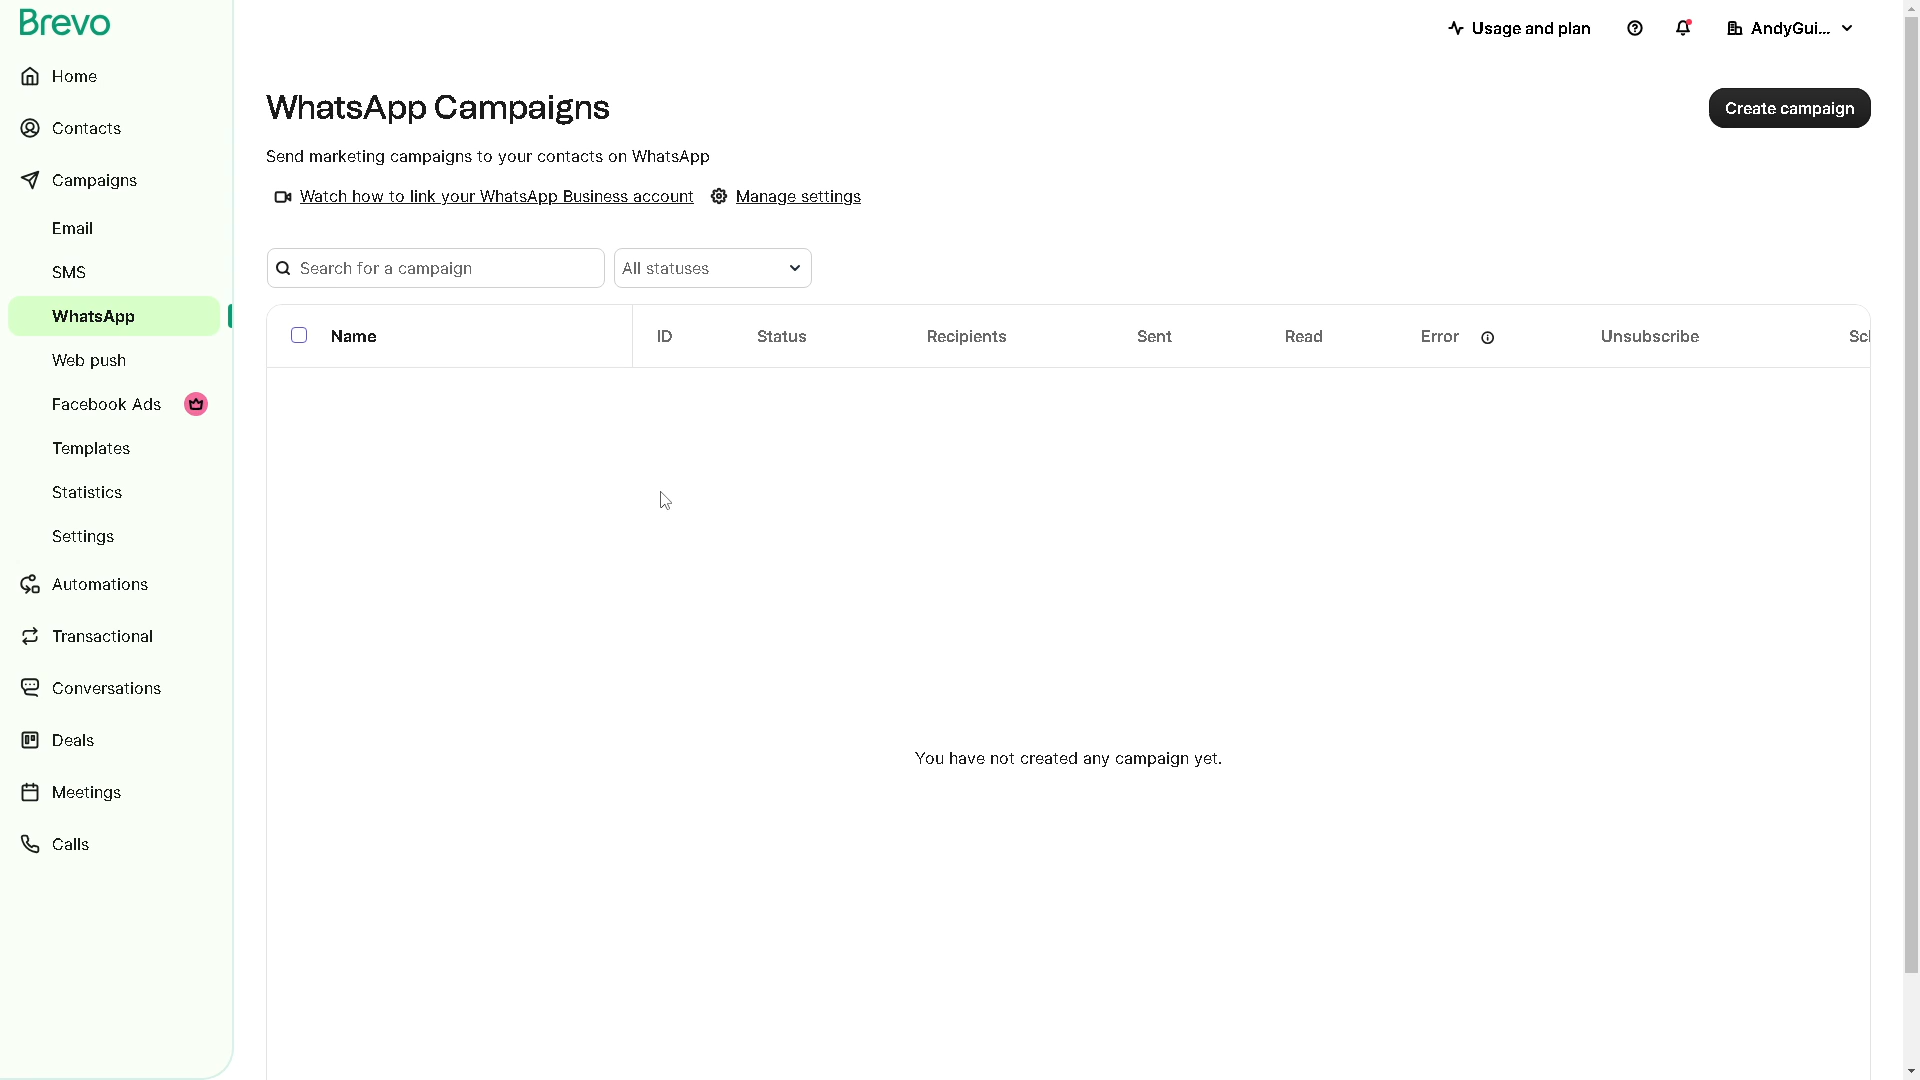 Brevo
Usage and plan
AndyGui...
Home
Contacts
Campaigns
Email
SMS
WhatsApp
Web push
Facebook Ads
Templates
Statistics
Settings
Automations
Transactional
Conversations
Deals
Meetings
Calls
WhatsApp Campaigns
Create campaign
Send marketing campaigns to your contacts on WhatsApp
Watch how to link your WhatsApp Business account Manage settings
Search for a campaign All statuses
Name ID Status Recipients Sent Read Error Unsubscribe Scl
You have not created any campaign yet.